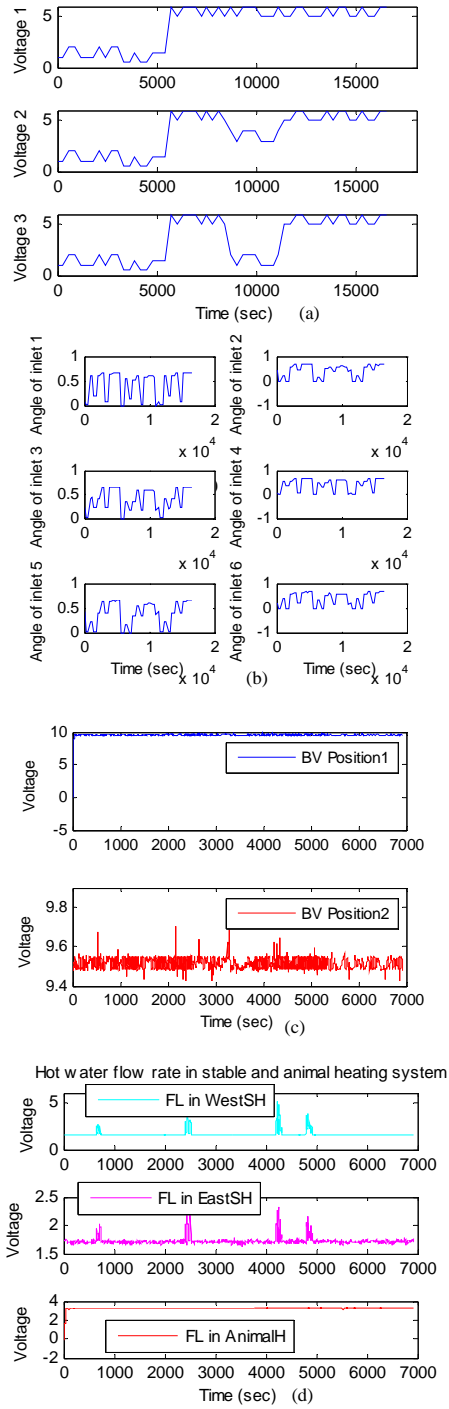 Voltage 1
5
0
0 5000 10000 15000
Voltage 2
5
0
0 5000 10000 15000
Voltage 3
5
0
0 5000 10000 15000
Time (sec) (a)
Angle of inlet 1
1
0.5
0
0 1 2
x 10^4
Angle of inlet 2
1
0
-1
0 1 2
x 10^4
Angle of inlet 3
1
0.5
0
0 1 2
x 10^4
Angle of inlet 4
1
0
-1
0 1 2
x 10^4
Angle of inlet 5
1
0.5
0
0 1 2
Time (sec) x 10^4
Angle of inlet 6
1
0
-1
0 1 2
Time (sec) x 10^4
(b)
Voltage
10
5
0
-5
BV Position1
0 1000 2000 3000 4000 5000 6000 7000
Voltage
9.8
9.6
9.4
BV Position2
0 1000 2000 3000 4000 5000 6000 7000
Time (sec) (c)
Hot water flow rate in stable and animal heating system
Voltage
5
0
FL in WestSH
0 1000 2000 3000 4000 5000 6000 7000
Voltage
2.5
2
1.5
FL in EastSH
0 1000 2000 3000 4000 5000 6000 7000
Voltage
4
2
0
-2
FL in AnimalH
0 1000 2000 3000 4000 5000 6000 7000
Time (sec) (d)